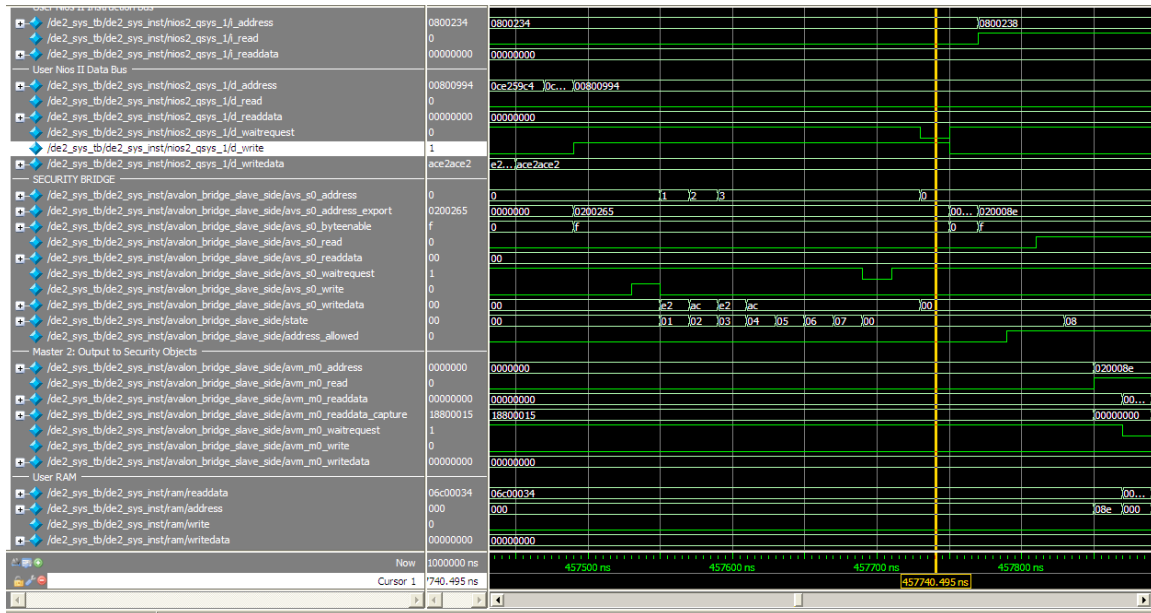 User Nios II Instruction Bus
/de2_sys_tb/de2_sys_inst/nios2_qsys_1/i_address 0800234 0800234 0800238
/de2_sys_tb/de2_sys_inst/nios2_qsys_1/i_read 0
/de2_sys_tb/de2_sys_inst/nios2_qsys_1/i_readdata 00000000 00000000
User Nios II Data Bus
/de2_sys_tb/de2_sys_inst/nios2_qsys_1/d_address 00800994 0ce259c4 0c... 00800994
/de2_sys_tb/de2_sys_inst/nios2_qsys_1/d_read 0
/de2_sys_tb/de2_sys_inst/nios2_qsys_1/d_readdata 00000000 00000000
/de2_sys_tb/de2_sys_inst/nios2_qsys_1/d_waitrequest 0
/de2_sys_tb/de2_sys_inst/nios2_qsys_1/d_write 1
/de2_sys_tb/de2_sys_inst/nios2_qsys_1/d_writedata ace2ace2 e2... ace2ace2
SECURITY BRIDGE
/de2_sys_tb/de2_sys_inst/avalon_bridge_slave_side/avs_s0_address 0 0 1 2 3 0
/de2_sys_tb/de2_sys_inst/avalon_bridge_slave_side/avs_s0_address_export 0200265 0000000 0200265 00... 020008e
/de2_sys_tb/de2_sys_inst/avalon_bridge_slave_side/avs_s0_byteenable f 0 f 0 f
/de2_sys_tb/de2_sys_inst/avalon_bridge_slave_side/avs_s0_read 0
/de2_sys_tb/de2_sys_inst/avalon_bridge_slave_side/avs_s0_readdata 00 00
/de2_sys_tb/de2_sys_inst/avalon_bridge_slave_side/avs_s0_waitrequest 1
/de2_sys_tb/de2_sys_inst/avalon_bridge_slave_side/avs_s0_write 0
/de2_sys_tb/de2_sys_inst/avalon_bridge_slave_side/avs_s0_writedata 00 00 e2 ac e2 ac 00
/de2_sys_tb/de2_sys_inst/avalon_bridge_slave_side/state 00 00 01 02 03 04 05 06 07 00 08
/de2_sys_tb/de2_sys_inst/avalon_bridge_slave_side/address_allowed 0
Master 2: Output to Security Objects
/de2_sys_tb/de2_sys_inst/avalon_bridge_slave_side/avm_m0_address 0000000 0000000 020008e
/de2_sys_tb/de2_sys_inst/avalon_bridge_slave_side/avm_m0_read 0
/de2_sys_tb/de2_sys_inst/avalon_bridge_slave_side/avm_m0_readdata 00000000 00000000 00...
/de2_sys_tb/de2_sys_inst/avalon_bridge_slave_side/avm_m0_readdata_capture 18800015 18800015 00000000
/de2_sys_tb/de2_sys_inst/avalon_bridge_slave_side/avm_m0_waitrequest 1
/de2_sys_tb/de2_sys_inst/avalon_bridge_slave_side/avm_m0_write 0
/de2_sys_tb/de2_sys_inst/avalon_bridge_slave_side/avm_m0_writedata 00000000 00000000
User RAM
/de2_sys_tb/de2_sys_inst/ram/readdata 06c00034 06c00034 00...
/de2_sys_tb/de2_sys_inst/ram/address 000 000 08e 000
/de2_sys_tb/de2_sys_inst/ram/write 0
/de2_sys_tb/de2_sys_inst/ram/writedata 00000000 00000000
Now 1000000 ns 457500 ns 457600 ns 457700 ns 457800 ns
Cursor 1 '740.495 ns 457740.495 ns